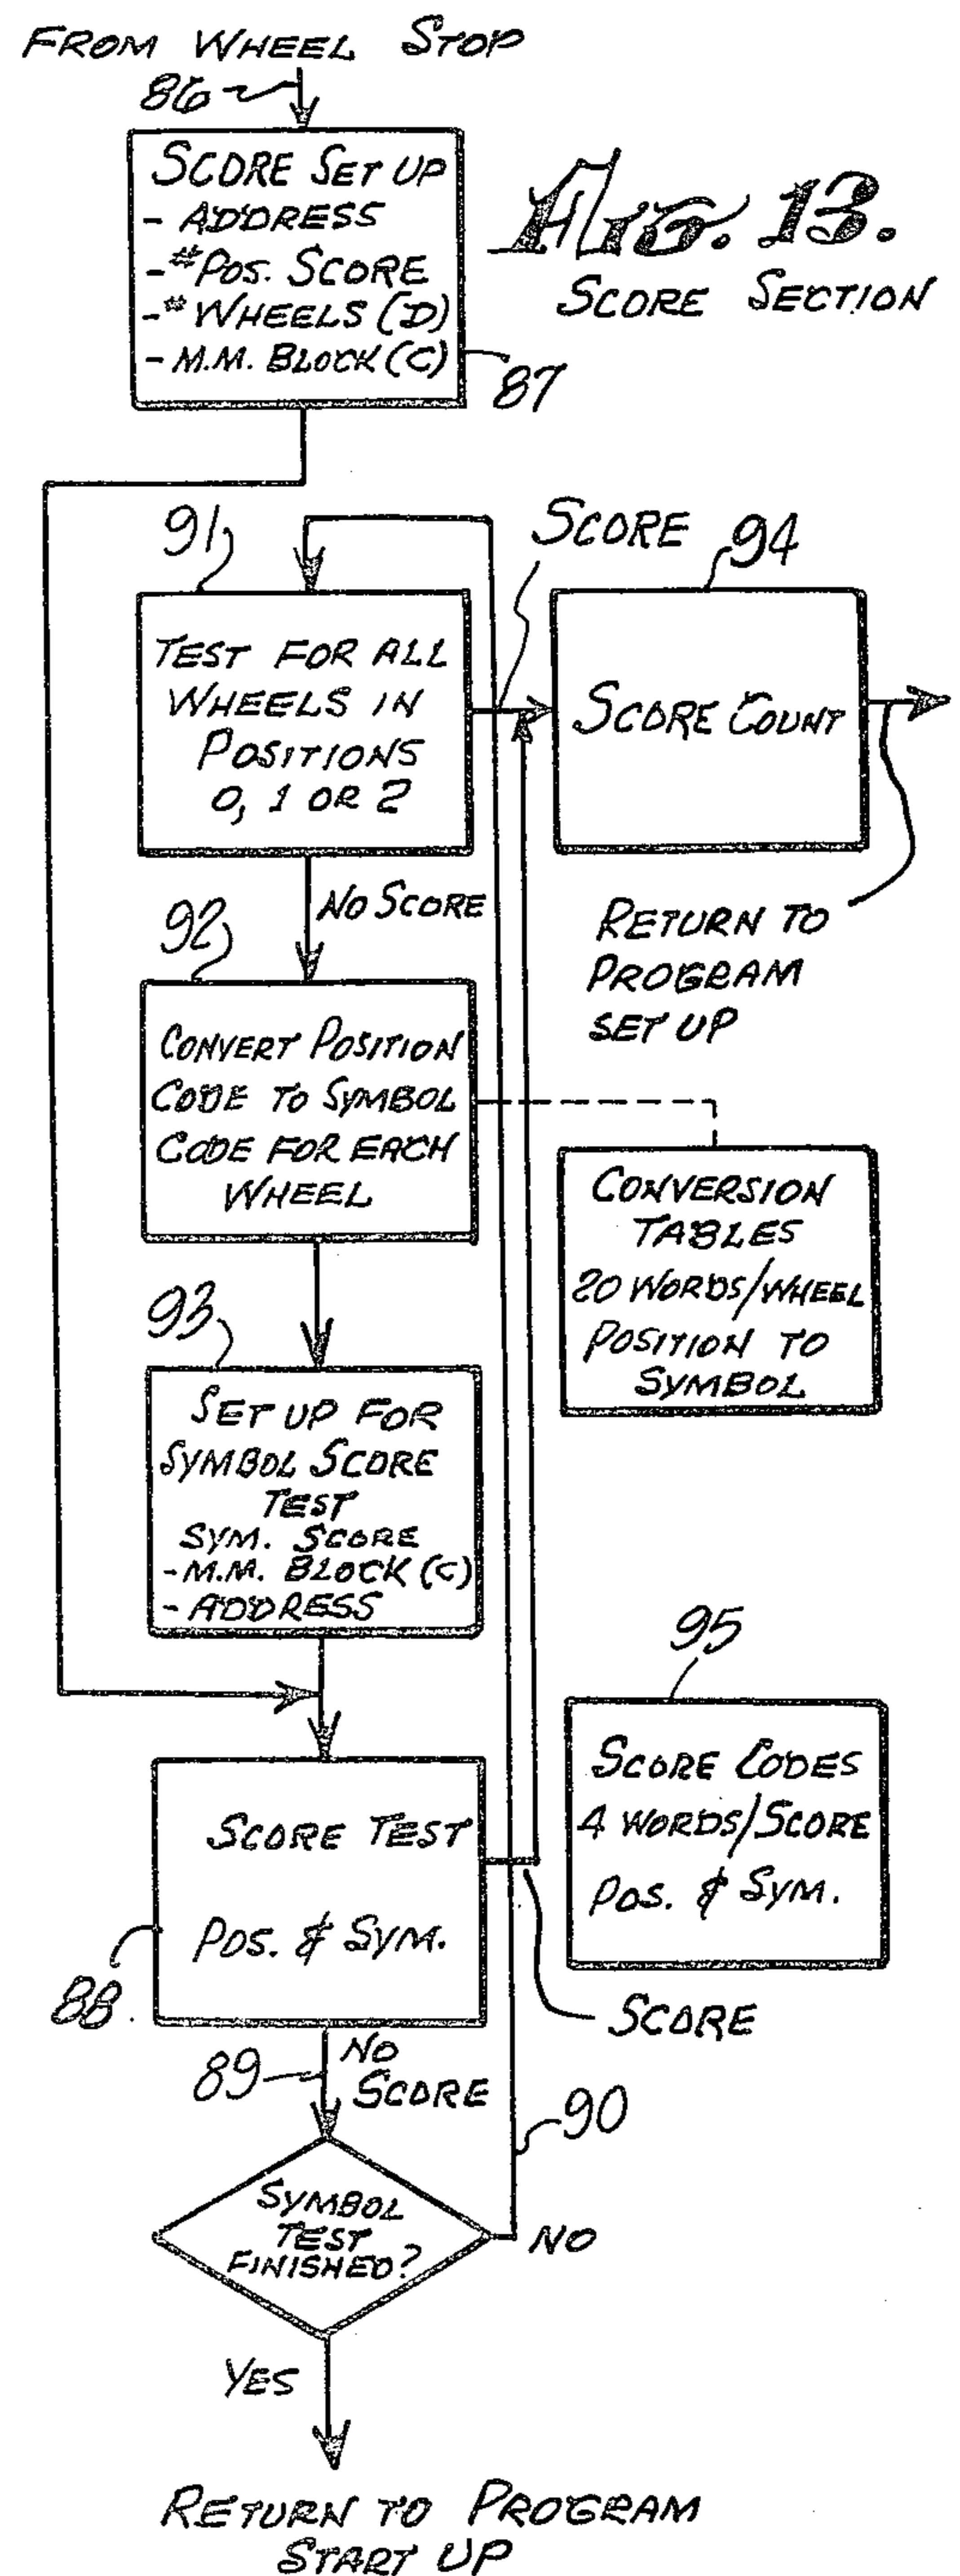 FROM WHEEL STOP
86
SCORE SET UP
- ADDRESS
- #POS. SCORE
- # WHEELS (D)
- M.M. BLOCK (C)
87
FIG. 13.
SCORE SECTION
91
TEST FOR ALL
WHEELS IN
POSITIONS
0, 1 OR 2
SCORE
94
SCORE COUNT
NO SCORE
RETURN TO
PROGRAM
SET UP
92
CONVERT POSITION
CODE TO SYMBOL
CODE FOR EACH
WHEEL
CONVERSION
TABLES
20 WORDS/WHEEL
POSITION TO
SYMBOL
93
SET UP FOR
SYMBOL SCORE
TEST
SYM. SCORE
- M.M. BLOCK (C)
- ADDRESS
95
SCORE CODES
4 WORDS/SCORE
POS. & SYM.
SCORE TEST
POS. & SYM.
88
SCORE
89
NO
SCORE
90
SYMBOL
TEST
FINISHED?
NO
YES
RETURN TO PROGRAM
START UP